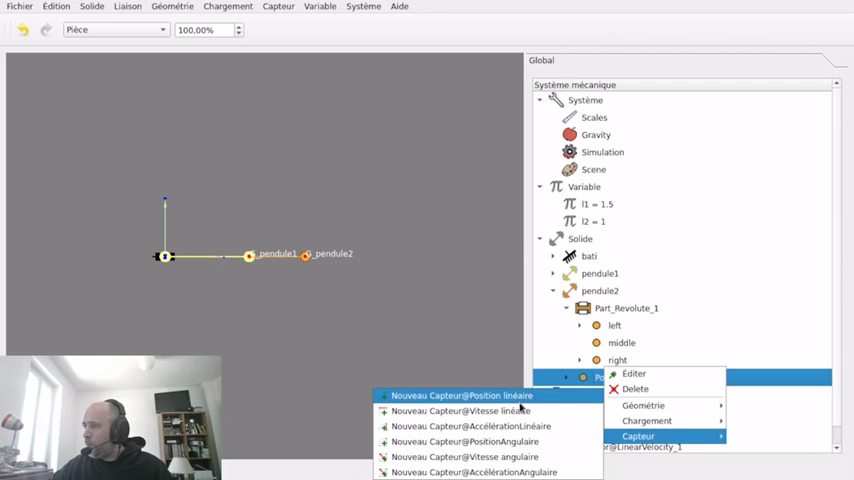 Fichier Édition Solide Liaison Géométrie Chargement Capteur Variable Système Aide
Pièce 100,00%
Global
Système mécanique
Système
Scales
Gravity
Simulation
Scene
Variable
l1 = 1.5
l2 = 1
Solide
bati
pendule1
pendule2
Part_Revolute_1
left
middle
right
G_pendule2
Éditer
Delete
Géométrie
Chargement
Capteur
Nouveau Capteur@Position linéaire
Nouveau Capteur@Vitesse linéaire
Nouveau Capteur@AccélérationLinéaire
Nouveau Capteur@PositionAngulaire
Nouveau Capteur@Vitesse angulaire
Nouveau Capteur@AccélérationAngulaire